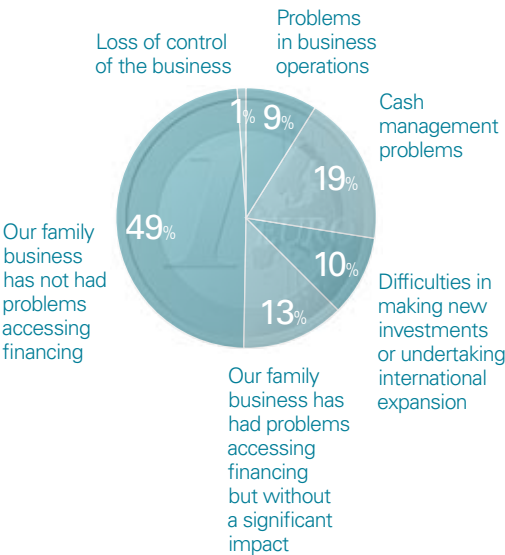 Problems
in business
operations
Loss of control
of the business
1%
9%
Cash
management
problems
19%
49%
Our family
business
has not had
problems
accessing
financing
10%
Difficulties in
making new
investments
or undertaking
international
expansion
13%
Our family
business has
had problems
accessing
financing
but without
a significant
impact
1
EURO